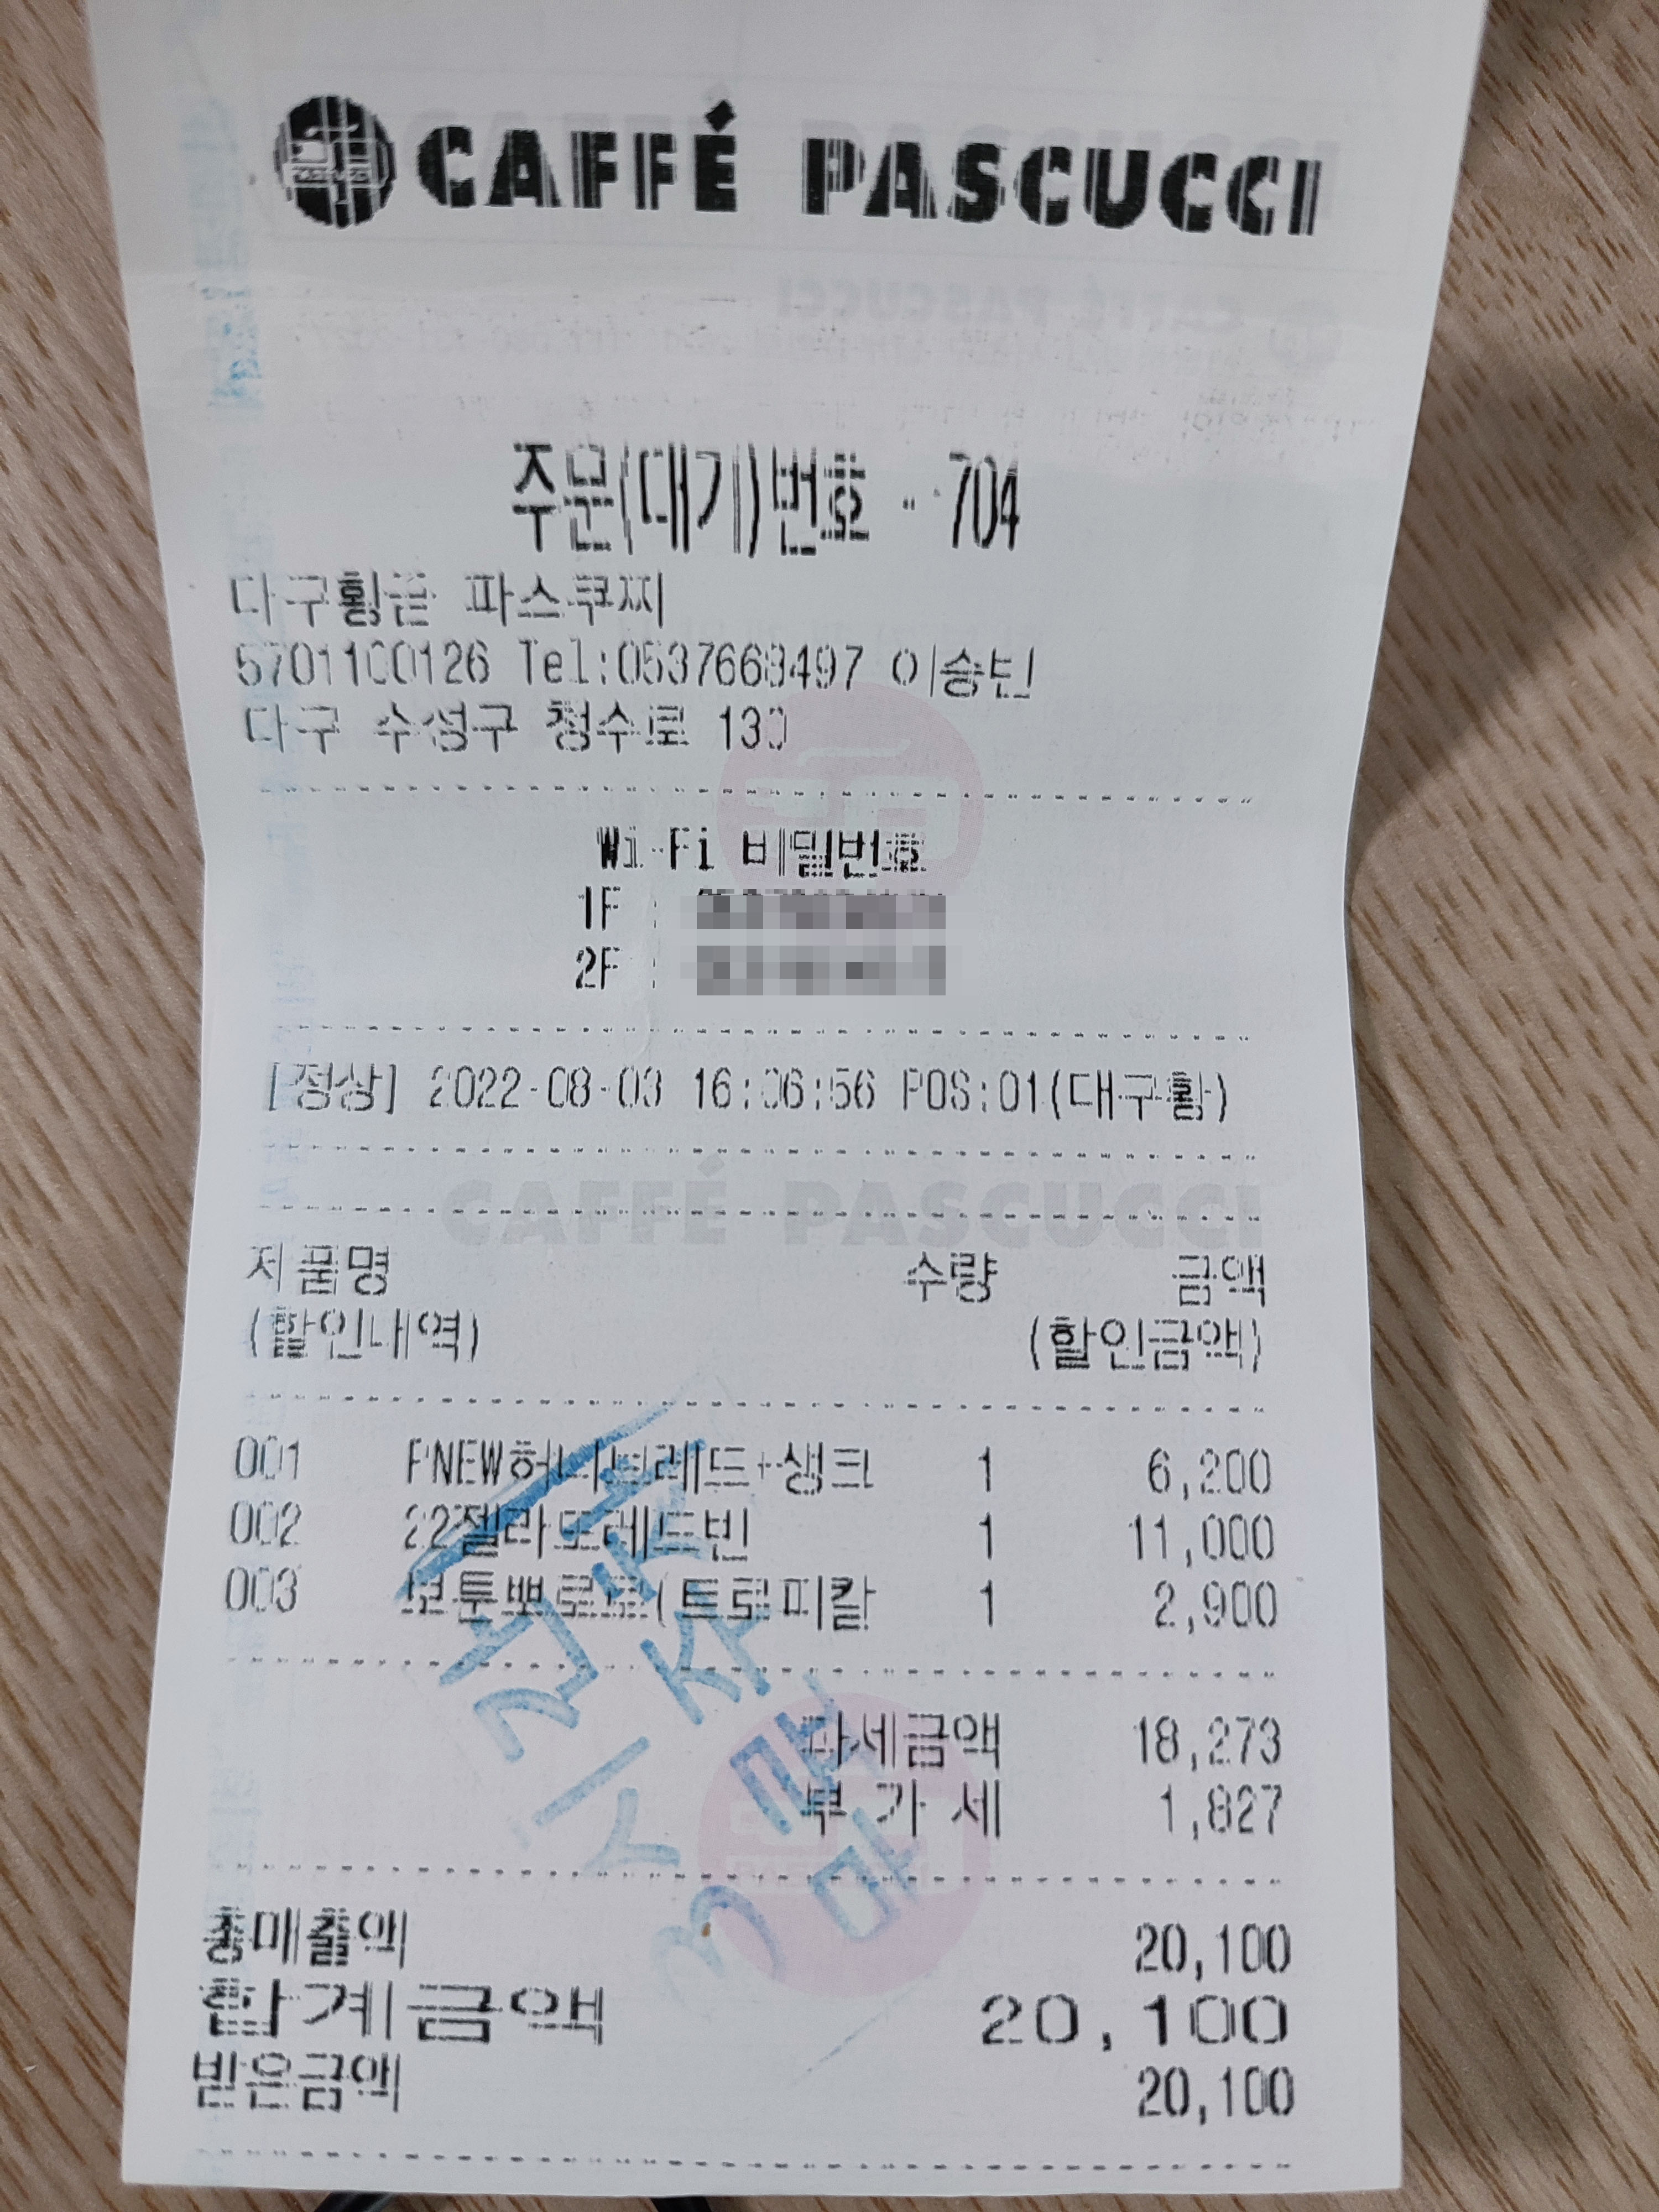 CAFFÉ PASCUCCI
주문(대기)번호 - 704
대구황금 파스쿠찌
5701100126 Tel:0537668497 이승빈
대구 수성구 청수로 130
Wi-Fi 비밀번호
1F :
2F :
[정상] 2022-08-03 16:06:56 POS:01(대구황)
CAFFÉ PASCUCCI
제품명 수량 금액
(할인내역) (할인금액)
001 PNEW허니브레드+생크 1 6,200
002 22젤라또레드빈 1 11,000
003 보틀뽀로로(트로피칼 1 2,900
과세금액 18,273
부 가 세 1,827
총매출액 20,100
합계금액 20,100
받은금액 20,100